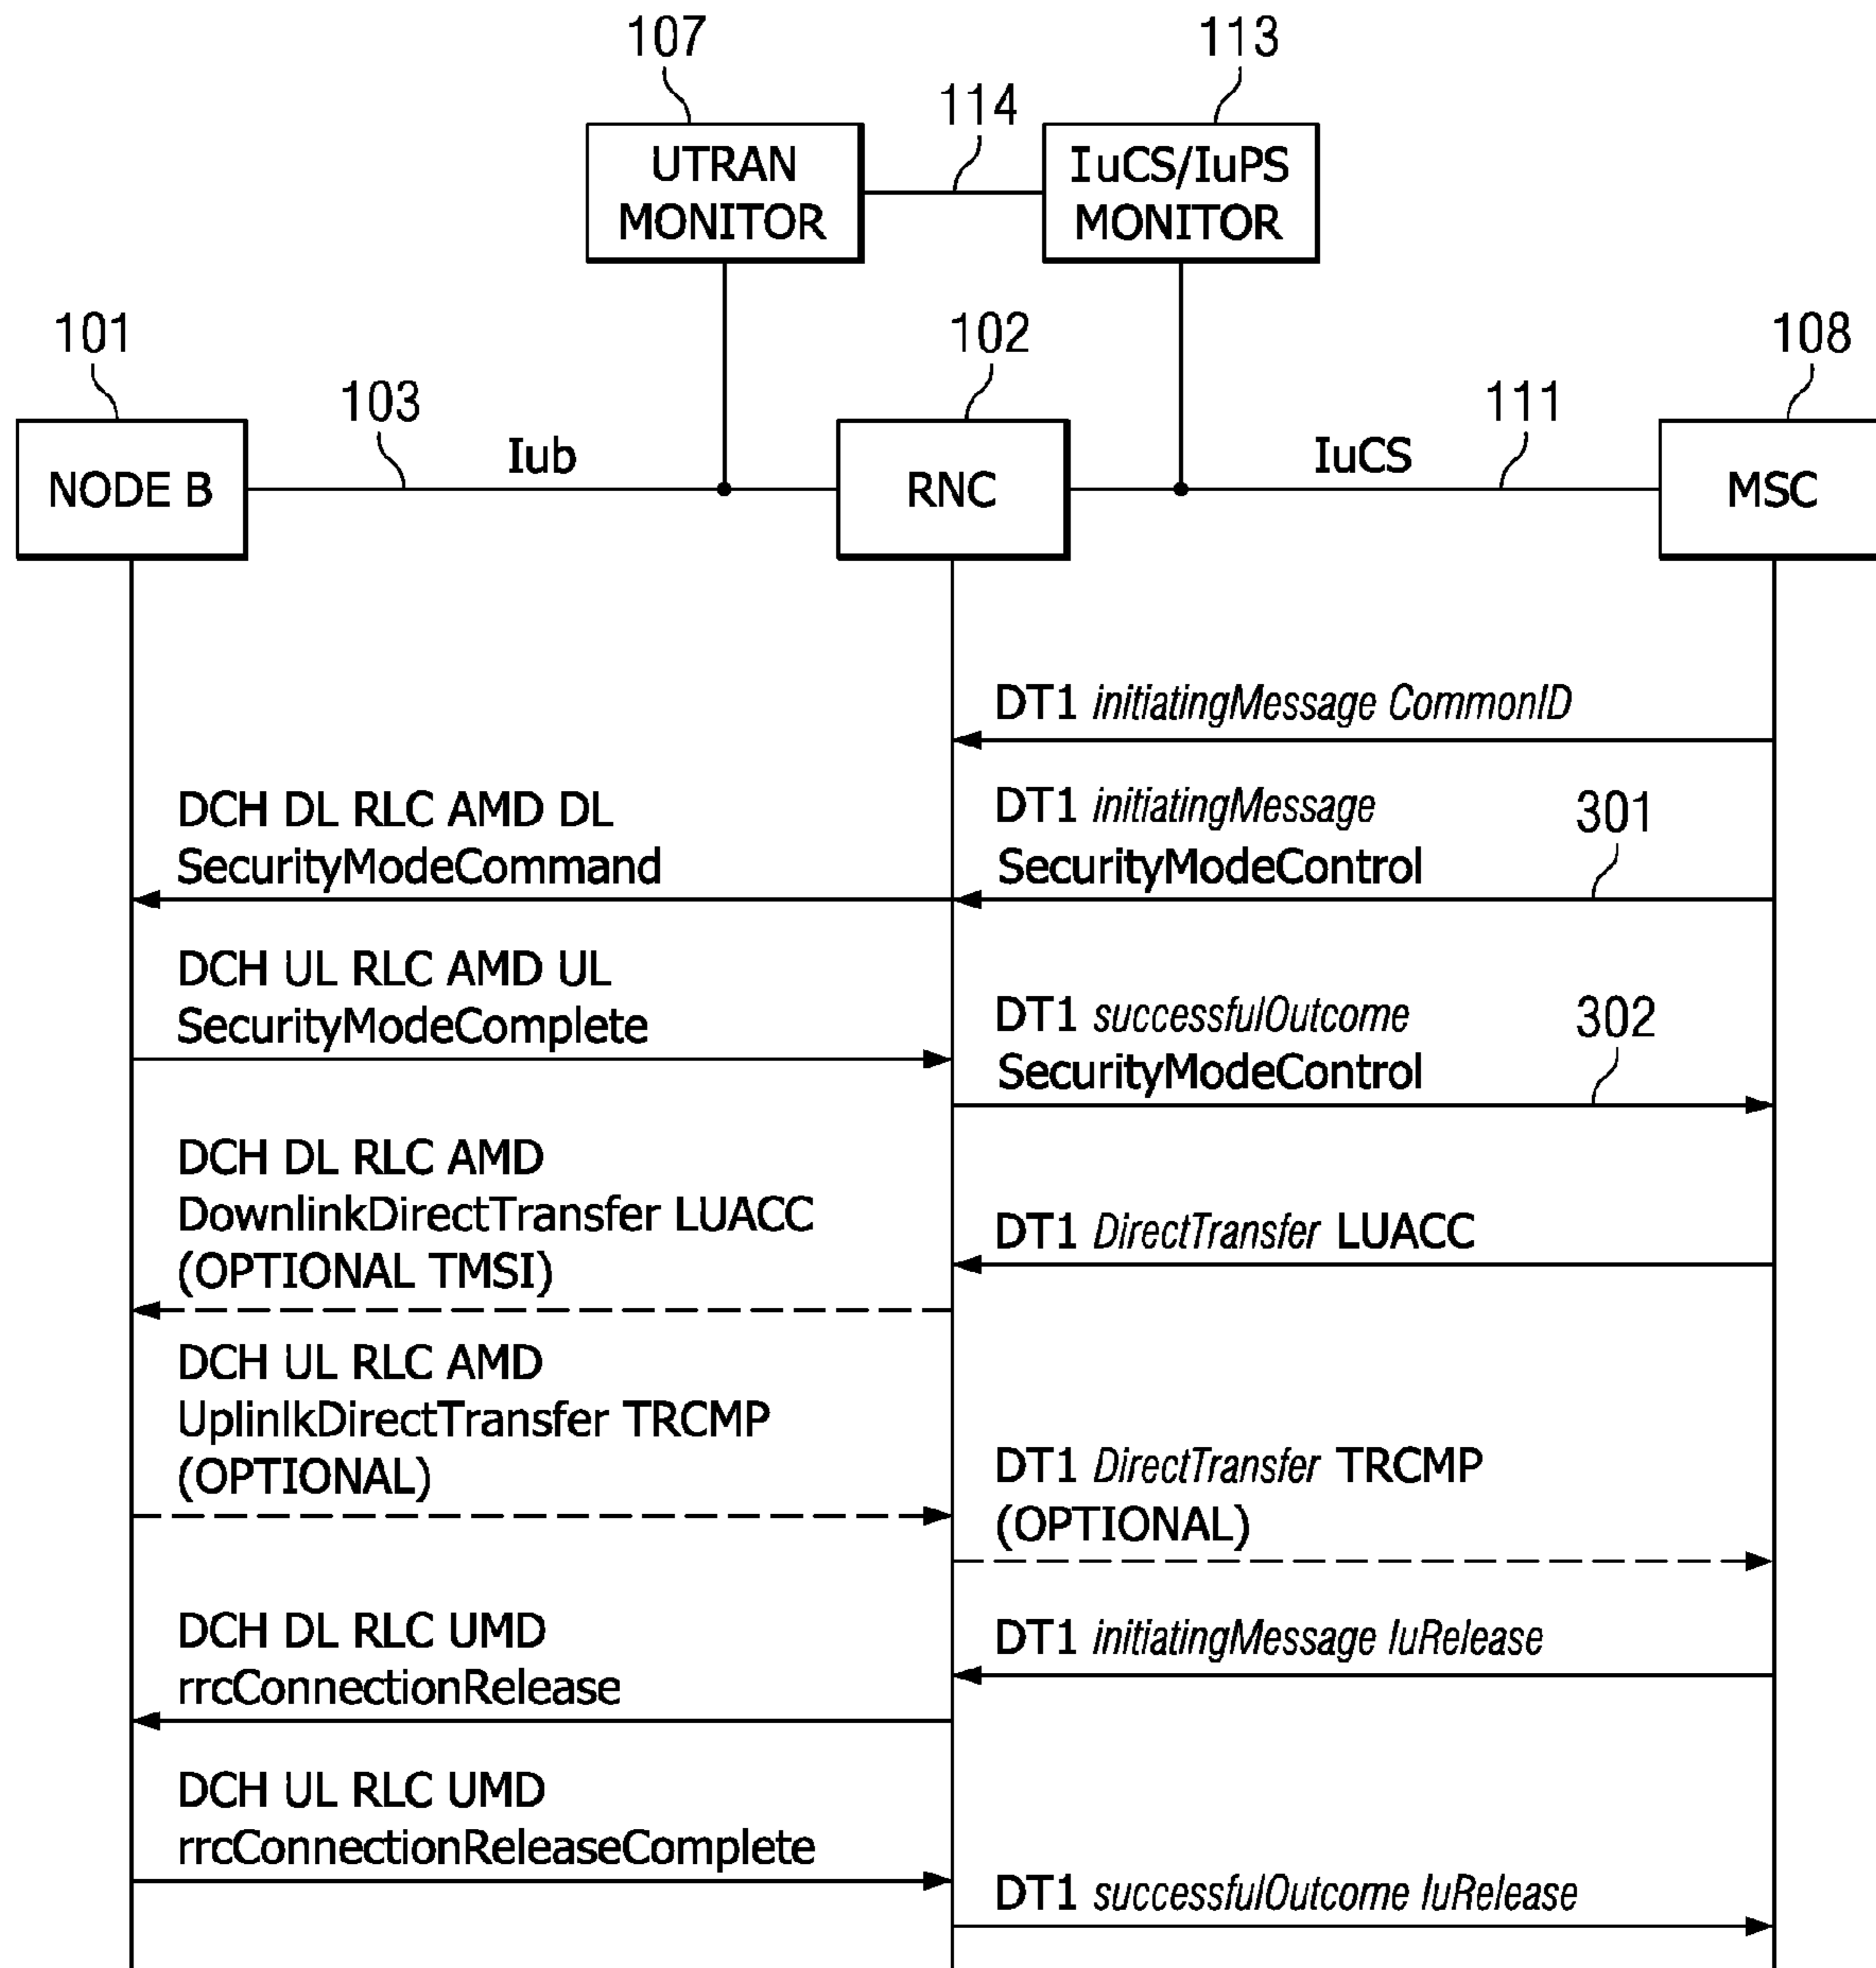 107
113
114
UTRAN
MONITOR
IuCS/IuPS
MONITOR
101
102
108
103
111
Iub
IuCS
NODE B
RNC
MSC
DT1 initiatingMessage CommonID
DCH DL RLC AMD DL
SecurityModeCommand
DT1 initiatingMessage
SecurityModeControl
301
DCH UL RLC AMD UL
SecurityModeComplete
DT1 successfulOutcome
SecurityModeControl
302
DCH DL RLC AMD
DownlinkDirectTransfer LUACC
(OPTIONAL TMSI)
DT1 DirectTransfer LUACC
DCH UL RLC AMD
UplinlkDirectTransfer TRCMP
(OPTIONAL)
DT1 DirectTransfer TRCMP
(OPTIONAL)
DCH DL RLC UMD
rrcConnectionRelease
DT1 initiatingMessage IuRelease
DCH UL RLC UMD
rrcConnectionReleaseComplete
DT1 successfulOutcome IuRelease